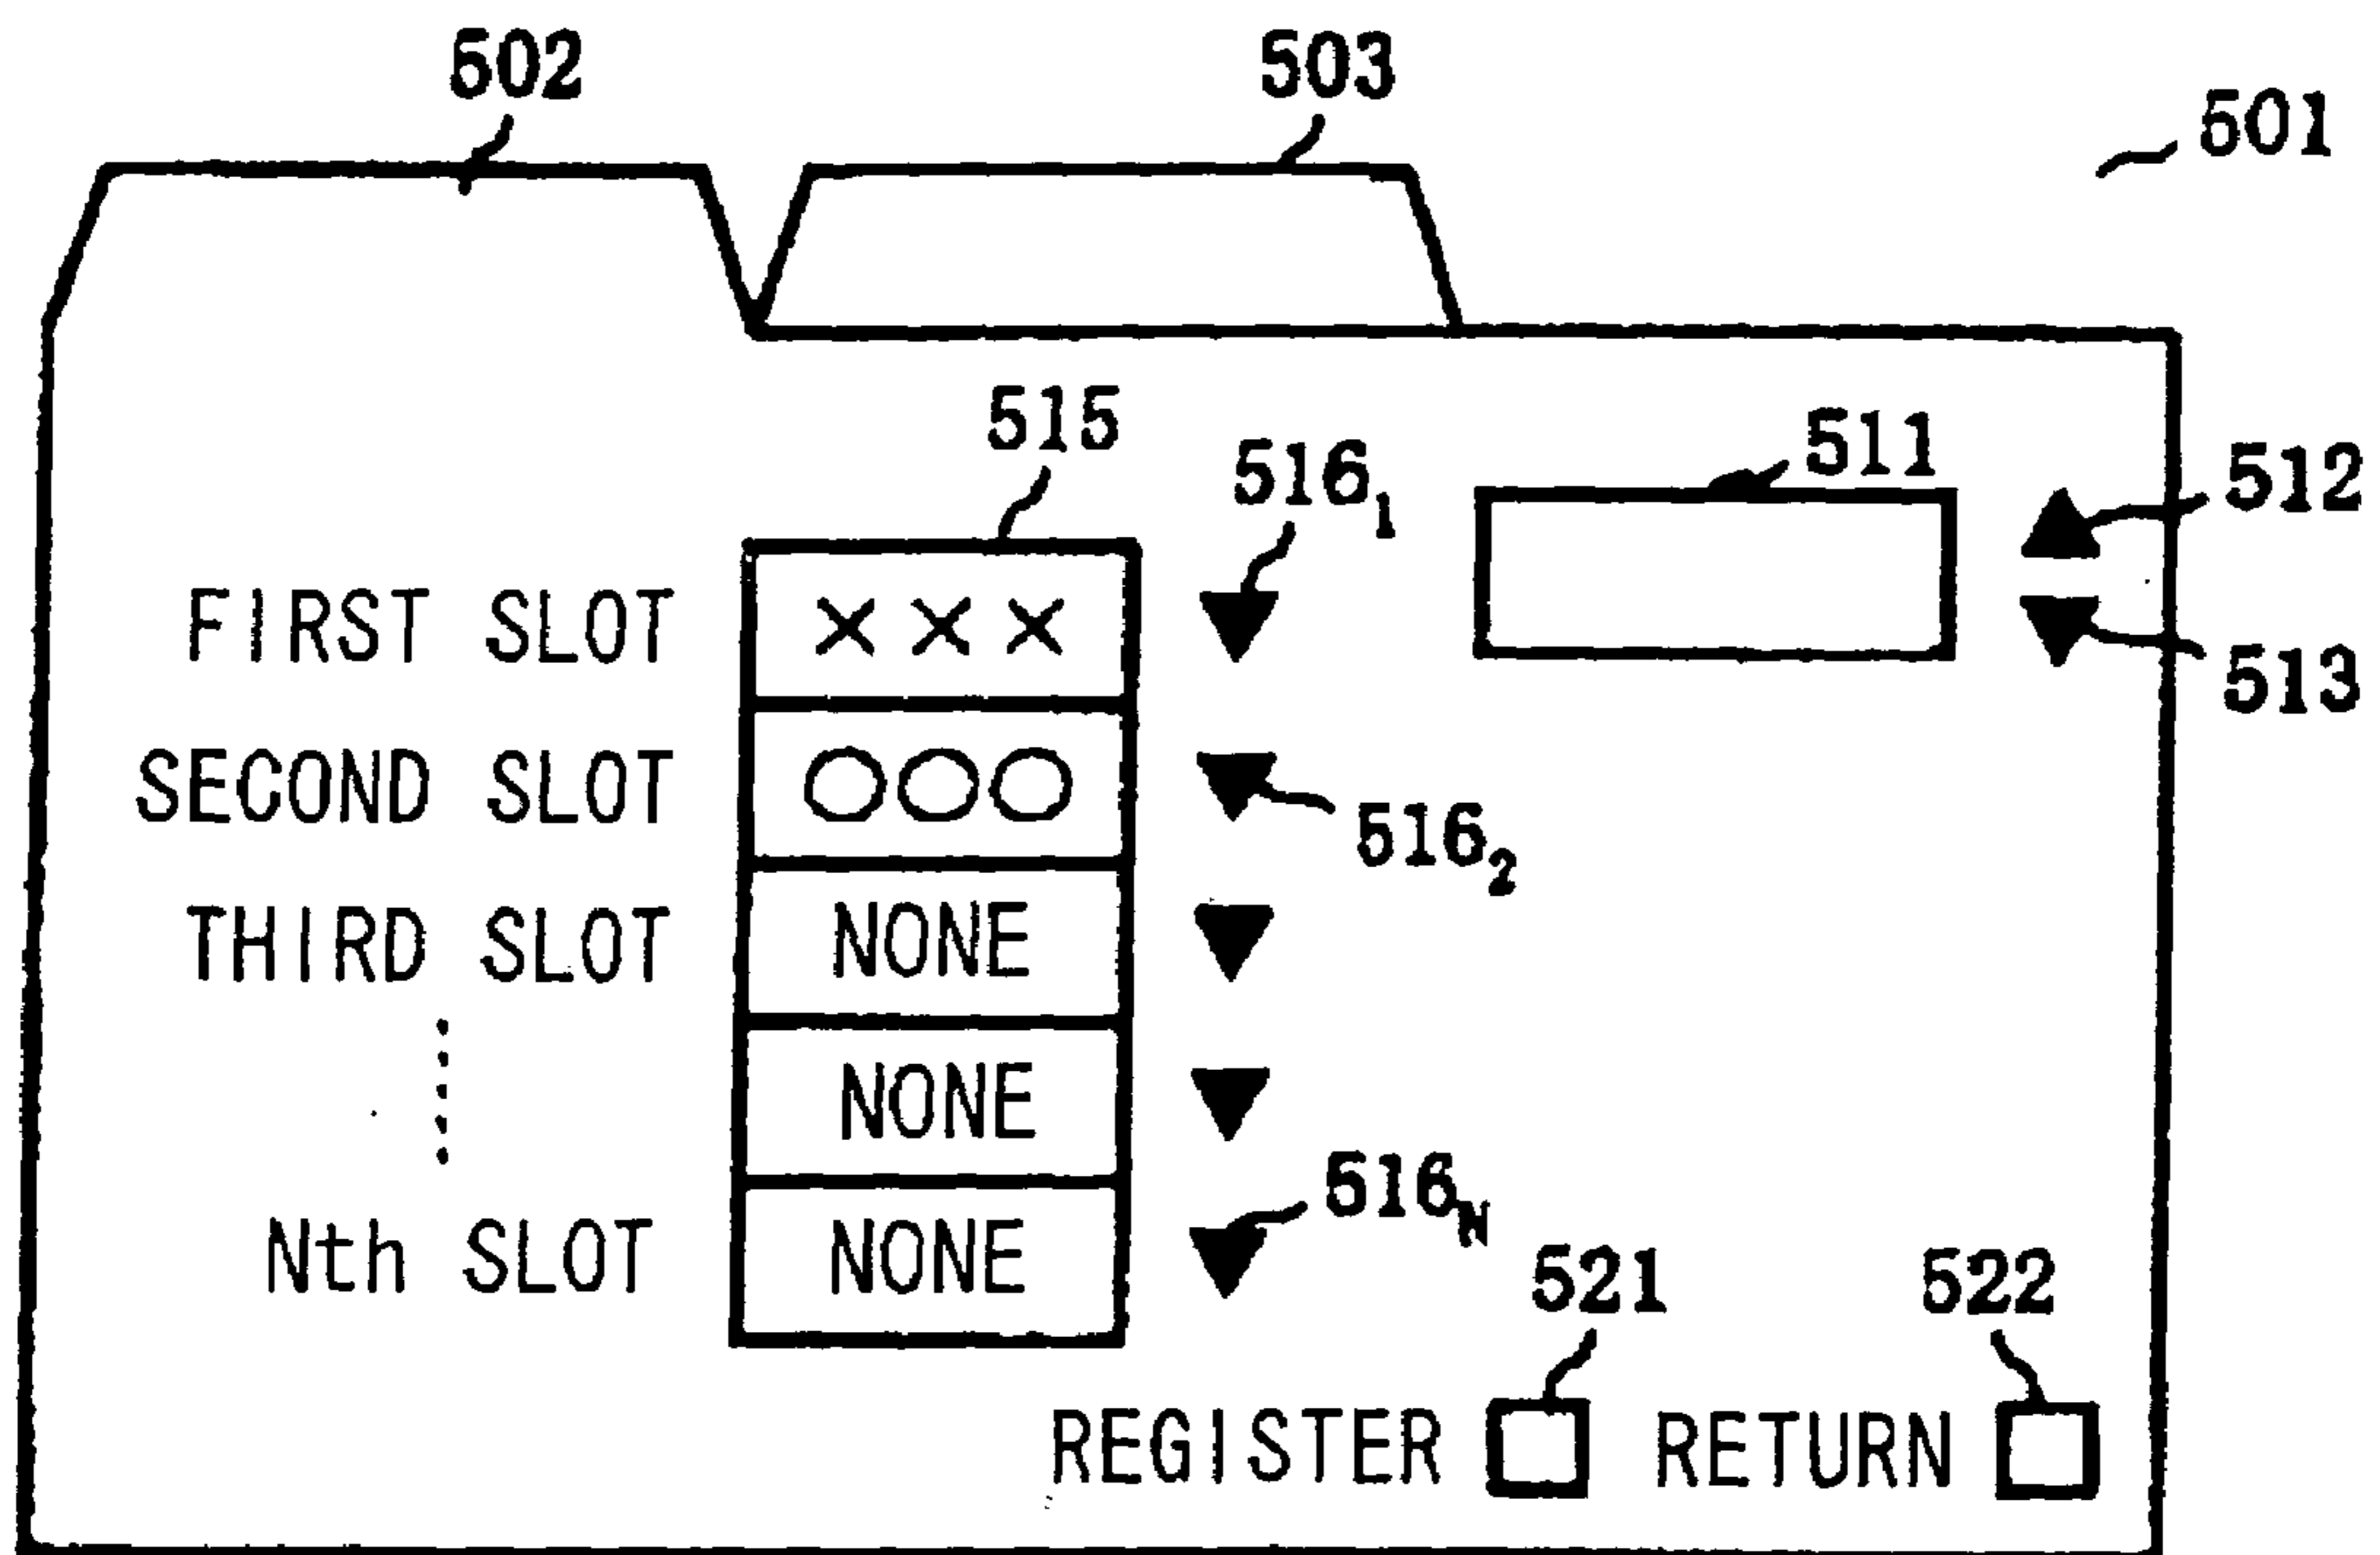 502 503
501
515
516₁ 511 512
FIRST SLOT ×××
513
SECOND SLOT ○○○
516₂
THIRD SLOT NONE
NONE
516N
Nth SLOT NONE
521 522
REGISTER RETURN